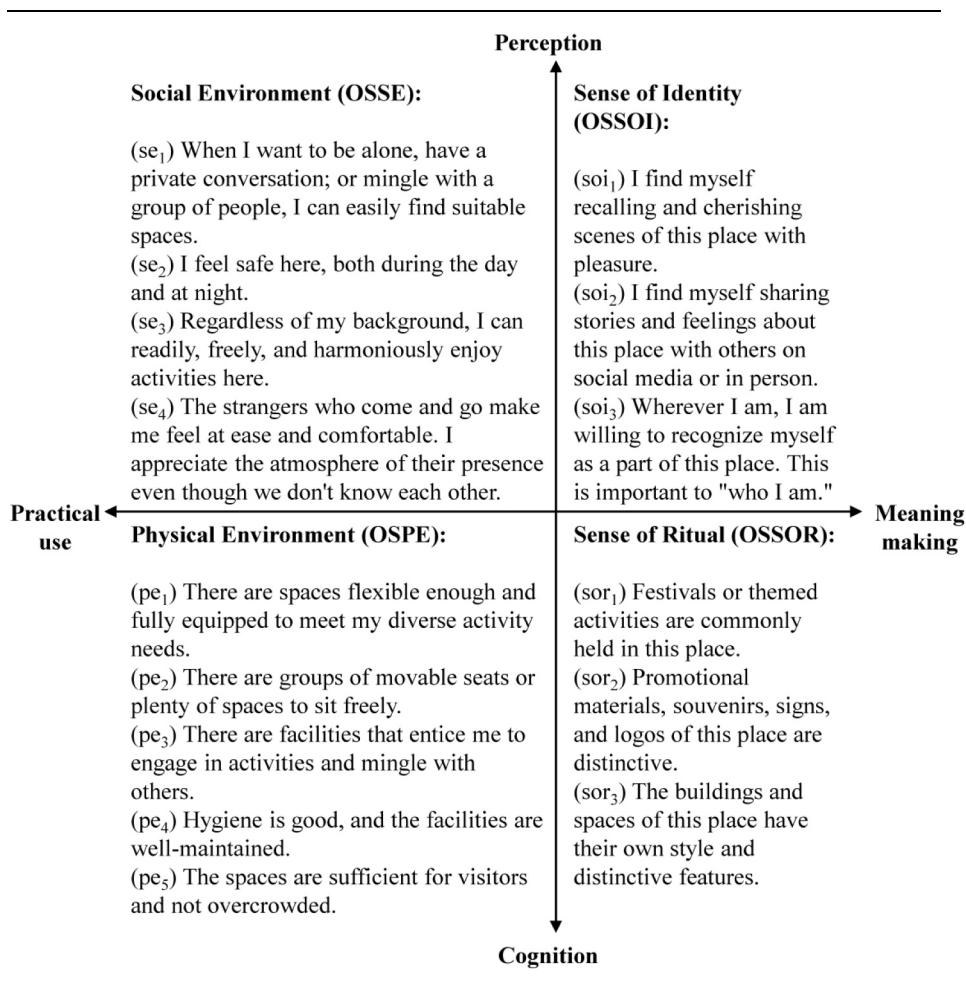 Perception
Social Environment (OSSE):
(se₁) When I want to be alone, have a
private conversation; or mingle with a
group of people, I can easily find suitable
spaces.
(se₂) I feel safe here, both during the day
and at night.
(se₃) Regardless of my background, I can
readily, freely, and harmoniously enjoy
activities here.
(se₄) The strangers who come and go make
me feel at ease and comfortable. I
appreciate the atmosphere of their presence
even though we don't know each other.
Sense of Identity
(OSSOI):
(soi₁) I find myself
recalling and cherishing
scenes of this place with
pleasure.
(soi₂) I find myself sharing
stories and feelings about
this place with others on
social media or in person.
(soi₃) Wherever I am, I am
willing to recognize myself
as a part of this place. This
is important to "who I am."
Practical
use
Meaning
making
Physical Environment (OSPE):
(pe₁) There are spaces flexible enough and
fully equipped to meet my diverse activity
needs.
(pe₂) There are groups of movable seats or
plenty of spaces to sit freely.
(pe₃) There are facilities that entice me to
engage in activities and mingle with
others.
(pe₄) Hygiene is good, and the facilities are
well-maintained.
(pe₅) The spaces are sufficient for visitors
and not overcrowded.
Sense of Ritual (OSSOR):
(sor₁) Festivals or themed
activities are commonly
held in this place.
(sor₂) Promotional
materials, souvenirs, signs,
and logos of this place are
distinctive.
(sor₃) The buildings and
spaces of this place have
their own style and
distinctive features.
Cognition